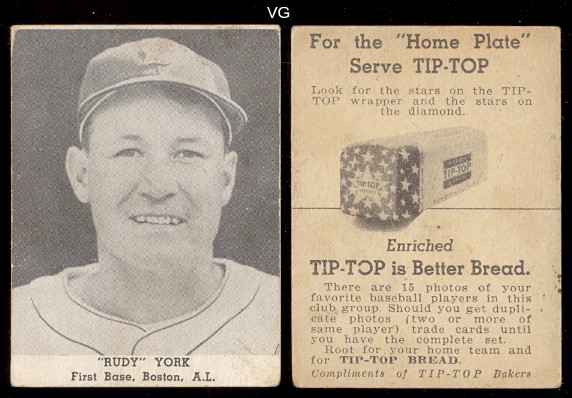 VG
"RUDY" YORK
First Base, Boston, A.L.
For the "Home Plate"
Serve TIP-TOP
Look for the stars on the TIP-
TOP wrapper and the stars on
the diamond.
TIP-TOP
TIP-TOP
Enriched
TIP-TOP is Better Bread.
There are 15 photos of your
favorite baseball players in this
club group. Should you get dupli-
cate photos (two or more of
same player) trade cards until
you have the complete set.
Root for your home team and
for TIP-TOP BREAD.
Compliments of TIP-TOP Bakers